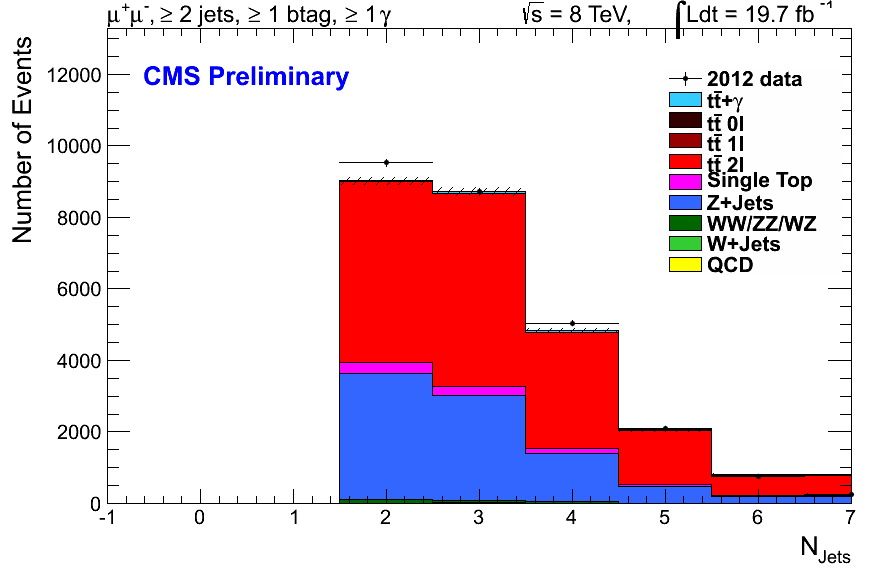 μ⁺μ⁻, ≥ 2 jets, ≥ 1 btag, ≥ 1 γ
√s = 8 TeV, ∫Ldt = 19.7 fb⁻¹
CMS Preliminary
2012 data
tt̄+γ
tt̄ 0l
tt̄ 1l
tt̄ 2l
Single Top
Z+Jets
WW/ZZ/WZ
W+Jets
QCD
Number of Events
12000
10000
8000
6000
4000
2000
0
-1 0 1 2 3 4 5 6 7
N_Jets